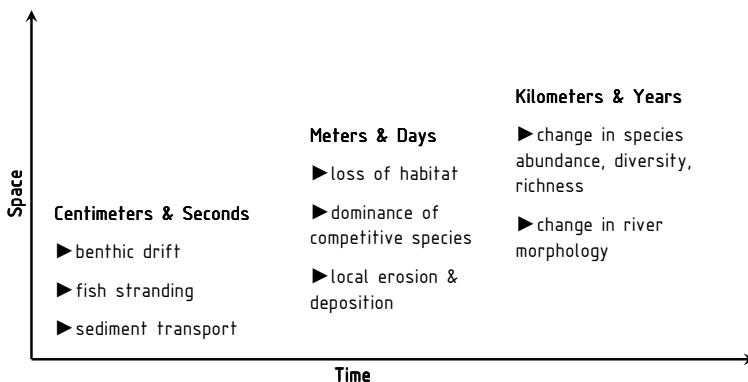 Space
Centimeters & Seconds
►benthic drift
►fish stranding
►sediment transport
Meters & Days
►loss of habitat
►dominance of
competitive species
►local erosion &
deposition
Kilometers & Years
►change in species
abundance, diversity,
richness
►change in river
morphology
Time